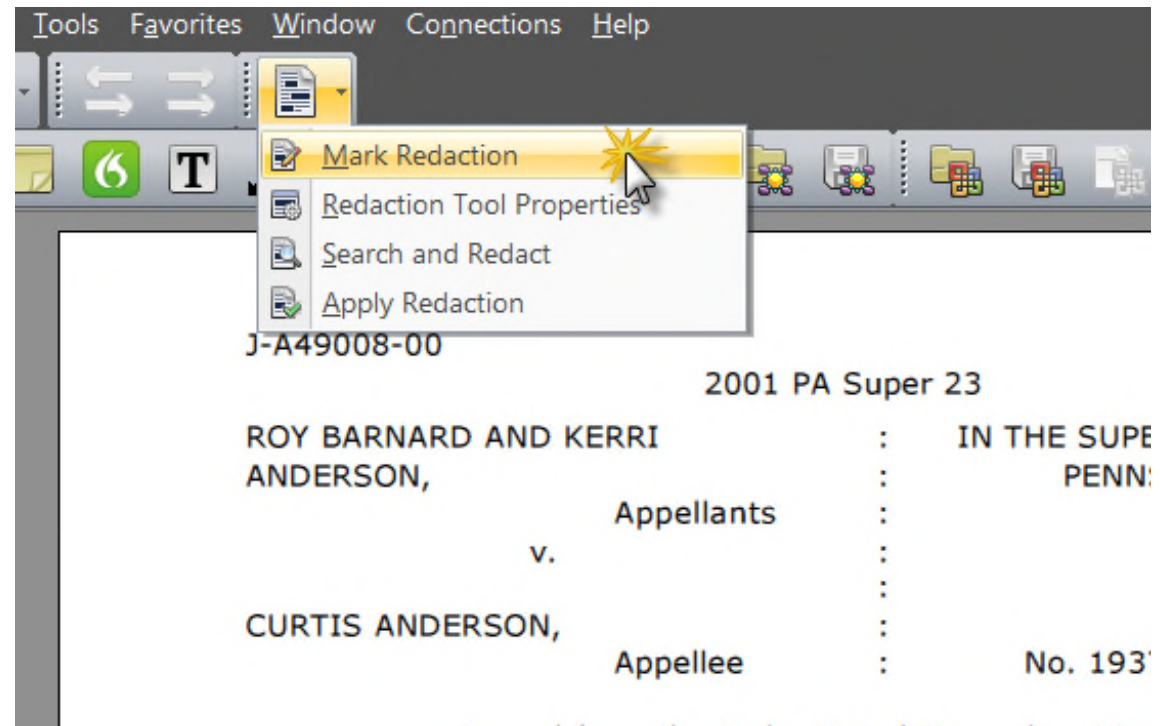 Tools Favorites Window Connections Help
T
Mark Redaction
Redaction Tool Properties
Search and Redact
Apply Redaction
J-A49008-00
2001 PA Super 23
ROY BARNARD AND KERRI : IN THE SUPE
ANDERSON, : PENN
Appellants :
v. :
:
CURTIS ANDERSON, :
Appellee : No. 193